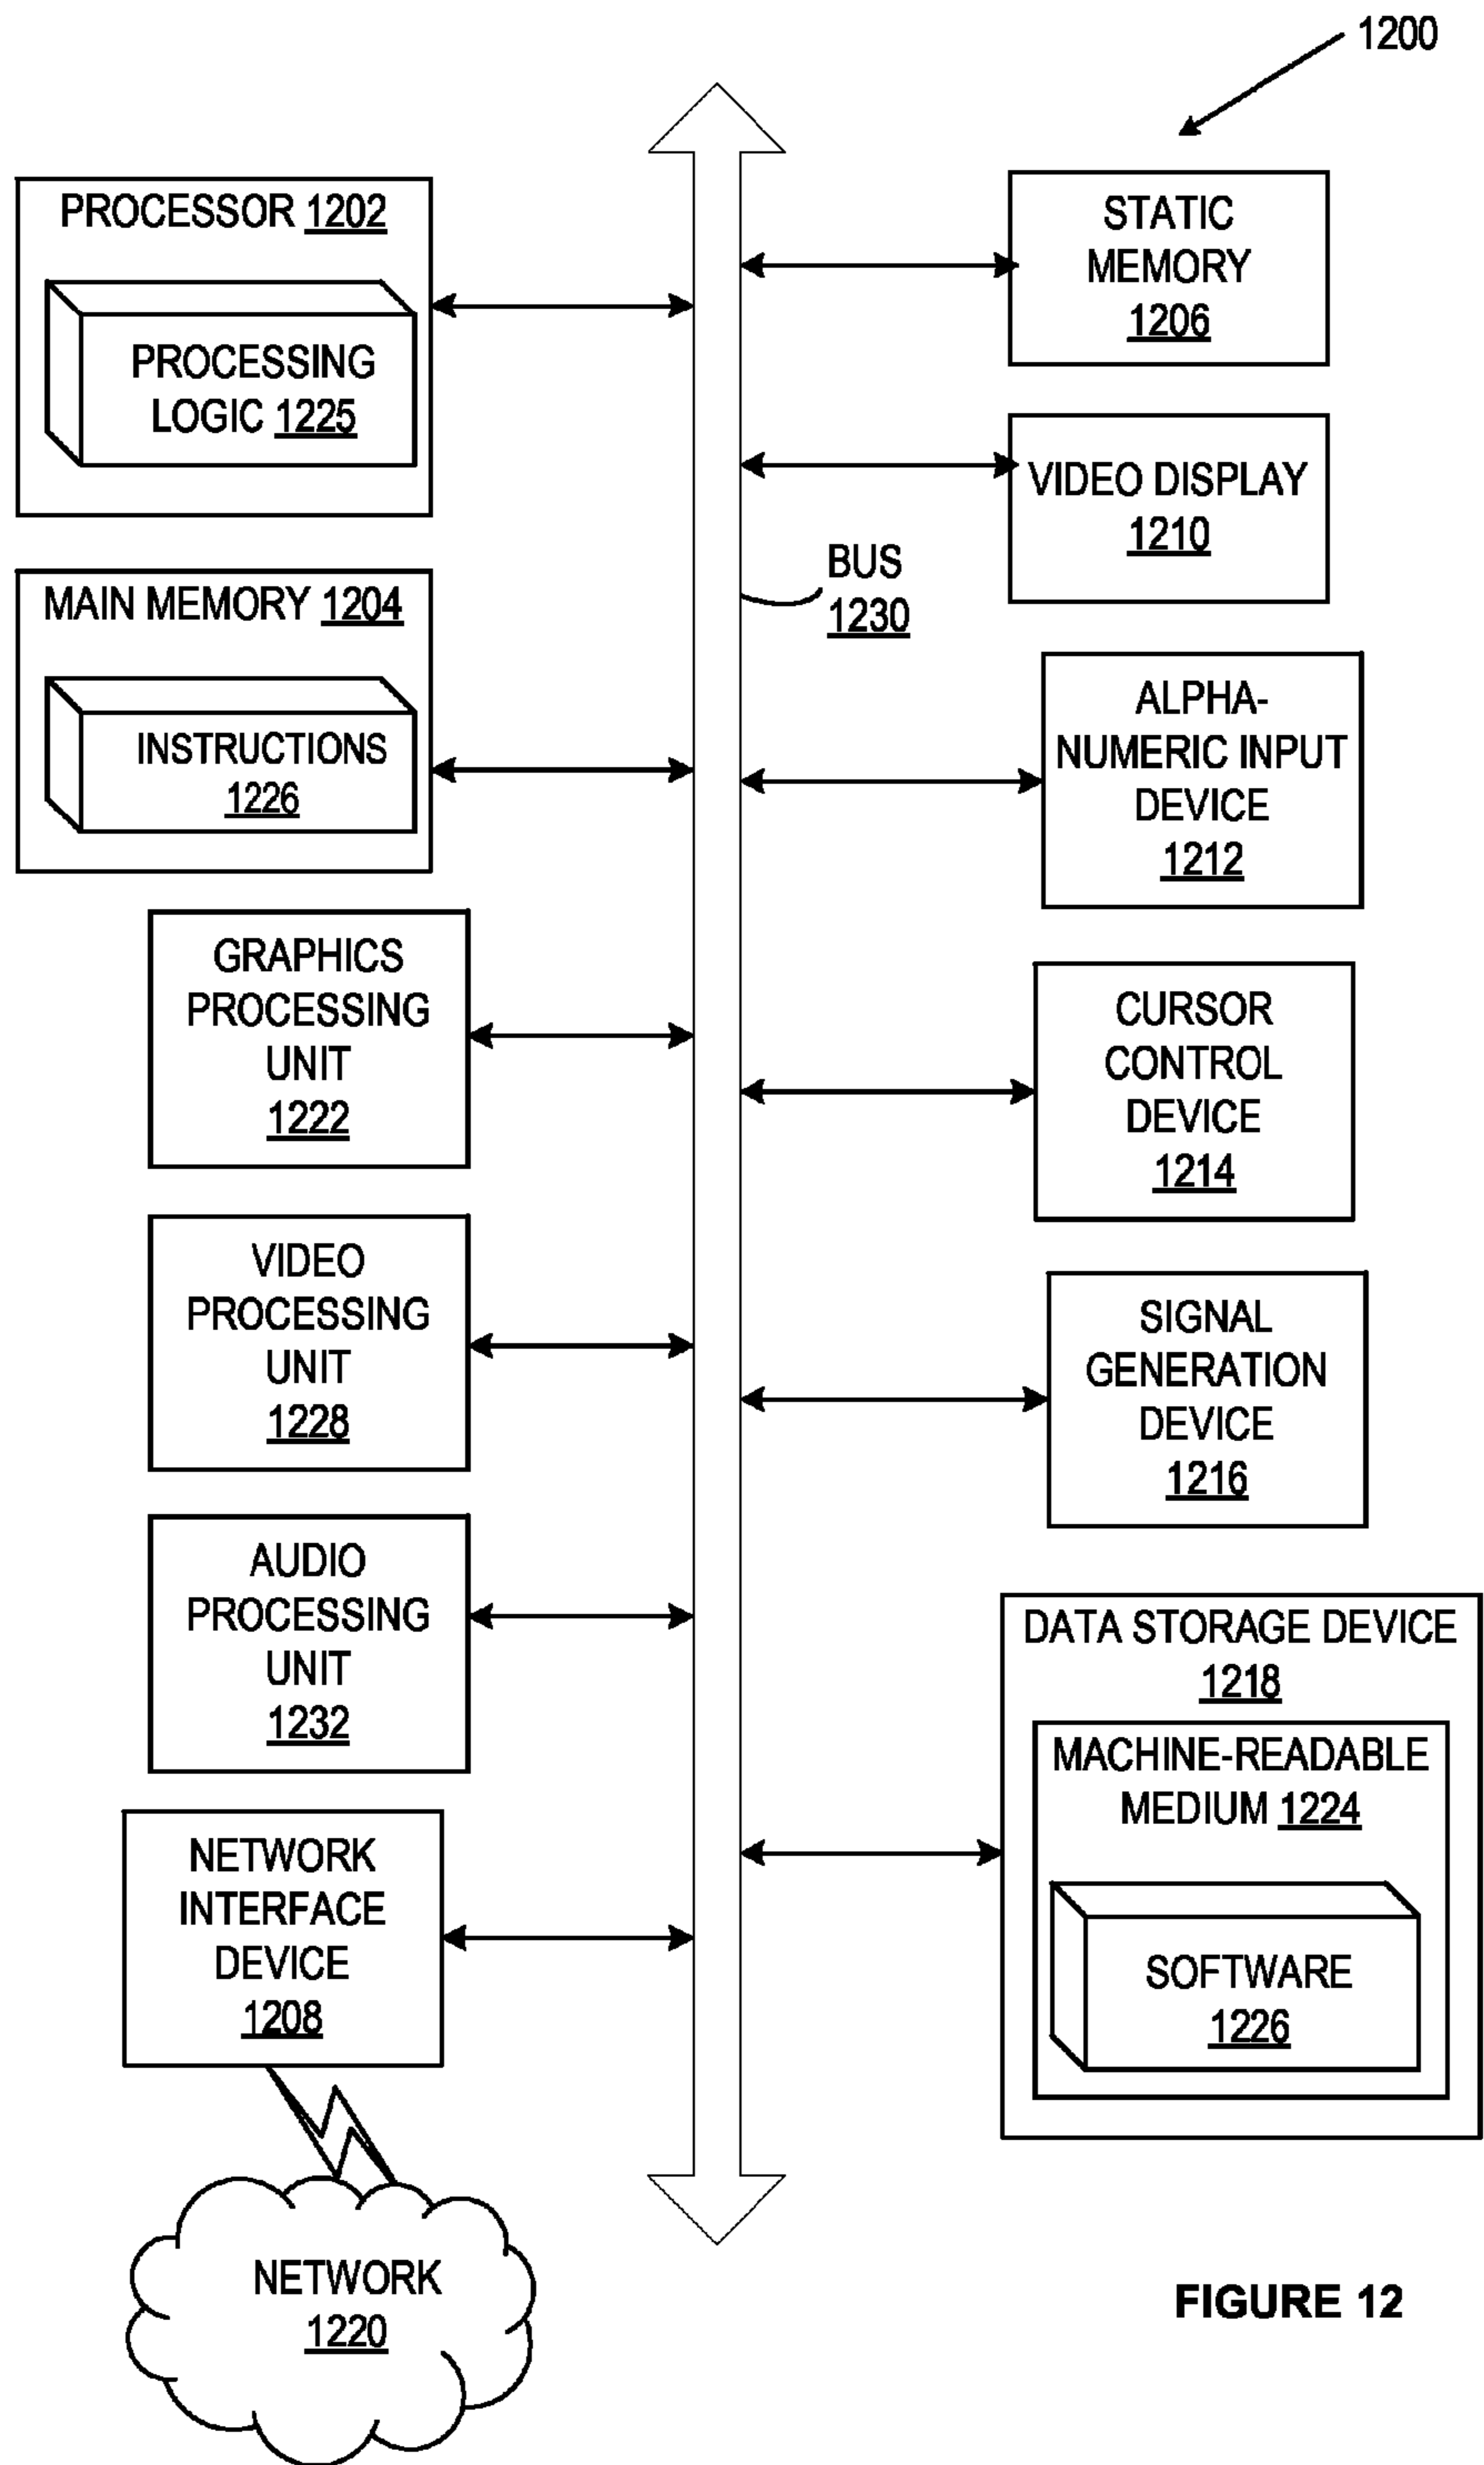 1200
PROCESSOR 1202
PROCESSING
LOGIC 1225
MAIN MEMORY 1204
INSTRUCTIONS
1226
GRAPHICS
PROCESSING
UNIT
1222
VIDEO
PROCESSING
UNIT
1228
AUDIO
PROCESSING
UNIT
1232
NETWORK
INTERFACE
DEVICE
1208
NETWORK
1220
BUS
1230
STATIC
MEMORY
1206
VIDEO DISPLAY
1210
ALPHA-
NUMERIC INPUT
DEVICE
1212
CURSOR
CONTROL
DEVICE
1214
SIGNAL
GENERATION
DEVICE
1216
DATA STORAGE DEVICE
1218
MACHINE-READABLE
MEDIUM 1224
SOFTWARE
1226
FIGURE 12